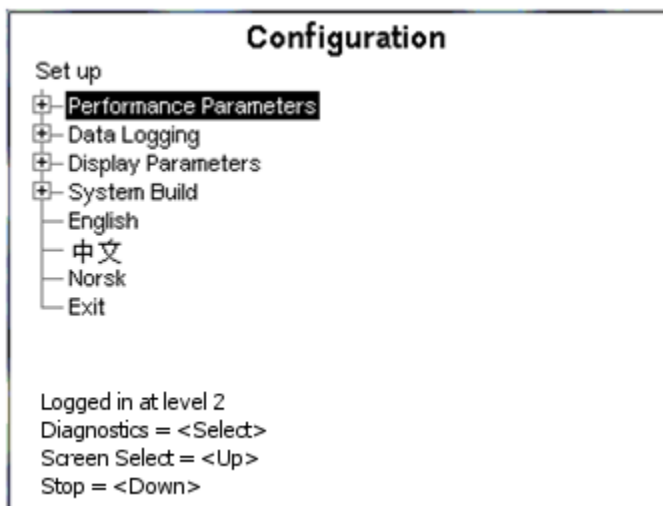 Configuration
Set up
Performance Parameters
Data Logging
Display Parameters
System Build
English
中文
Norsk
Exit
Logged in at level 2
Diagnostics = <Select>
Screen Select = <Up>
Stop = <Down>